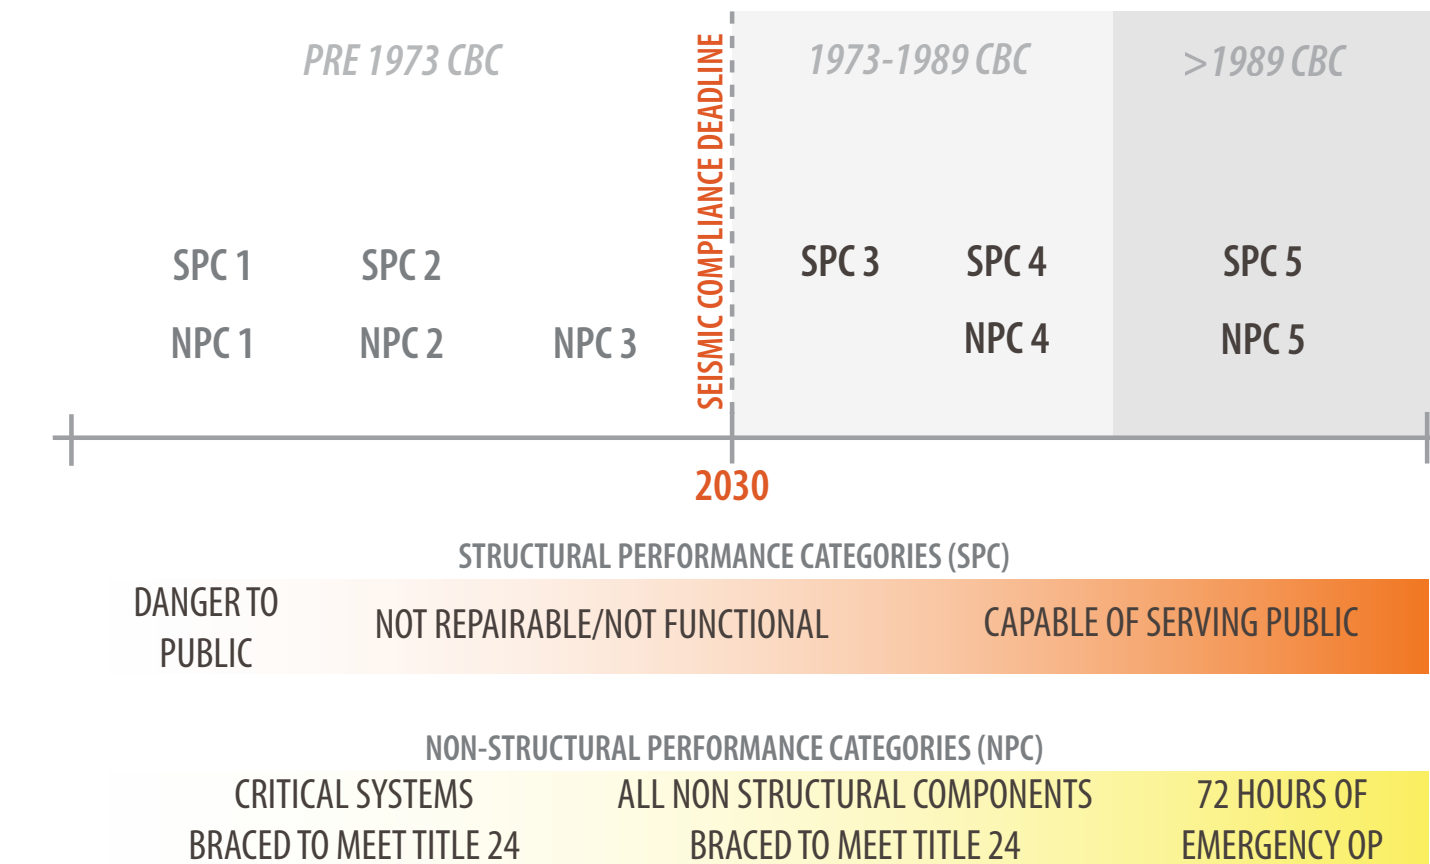 PRE 1973 CBC
SEISMIC COMPLIANCE DEADLINE
1973-1989 CBC
>1989 CBC
SPC 1
SPC 2
SPC 3
SPC 4
SPC 5
NPC 1
NPC 2
NPC 3
NPC 4
NPC 5
2030
STRUCTURAL PERFORMANCE CATEGORIES (SPC)
DANGER TO
PUBLIC
NOT REPAIRABLE/NOT FUNCTIONAL
CAPABLE OF SERVING PUBLIC
NON-STRUCTURAL PERFORMANCE CATEGORIES (NPC)
CRITICAL SYSTEMS
BRACED TO MEET TITLE 24
ALL NON STRUCTURAL COMPONENTS
BRACED TO MEET TITLE 24
72 HOURS OF
EMERGENCY OP